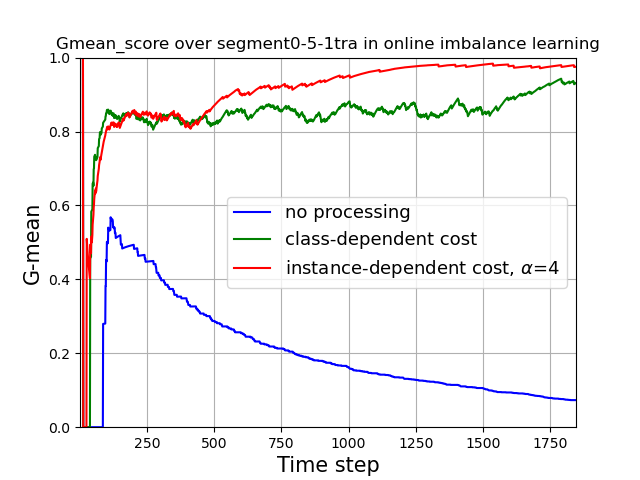 Gmean_score over segment0-5-1tra in online imbalance learning
1.0
0.8
0.6
0.4
0.2
0.0
G-mean
no processing
class-dependent cost
instance-dependent cost, α=4
250 500 750 1000 1250 1500 1750
Time step